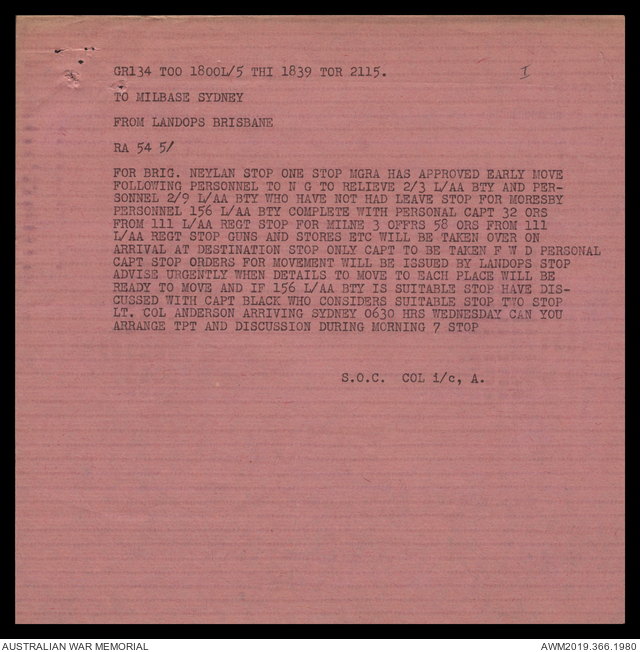 GR134 TOO 1800L/5 THI 1839 TOR 2115.
I
TO MILBASE SYDNEY
FROM LANDOPS BRISBANE
RA 54 5/
FOR BRIG. NEYLAN STOP ONE STOP MGRA HAS APPROVED EARLY MOVE
FOLLOWING PERSONNEL TO N G TO RELIEVE 2/3 L/AA BTY AND PER-
SONNEL 2/9 L/AA BTY WHO HAVE NOT HAD LEAVE STOP FOR MORESBY
PERSONNEL 156 L/AA BTY COMPLETE WITH PERSONAL CAPT 32 ORS
FROM 111 L/AA REGT STOP FOR MILNE 3 OFFRS 58 ORS FROM 111
L/AA REGT STOP GUNS AND STORES ETC WILL BE TAKEN OVER ON
ARRIVAL AT DESTINATION STOP ONLY CAPT TO BE TAKEN F W D PERSONAL
CAPT STOP ORDERS FOR MOVEMENT WILL BE ISSUED BY LANDOPS STOP
ADVISE URGENTLY WHEN DETAILS TO MOVE TO EACH PLACE WILL BE
READY TO MOVE AND IF 156 L/AA BTY IS SUITABLE STOP HAVE DIS-
CUSSED WITH CAPT BLACK WHO CONSIDERS SUITABLE STOP TWO STOP
LT. COL ANDERSON ARRIVING SYDNEY 0630 HRS WEDNESDAY CAN YOU
ARRANGE TPT AND DISCUSSION DURING MORNING 7 STOP
S.O.C. COL i/c, A.
AUSTRALIAN WAR MEMORIAL
AWM2019.366.1980